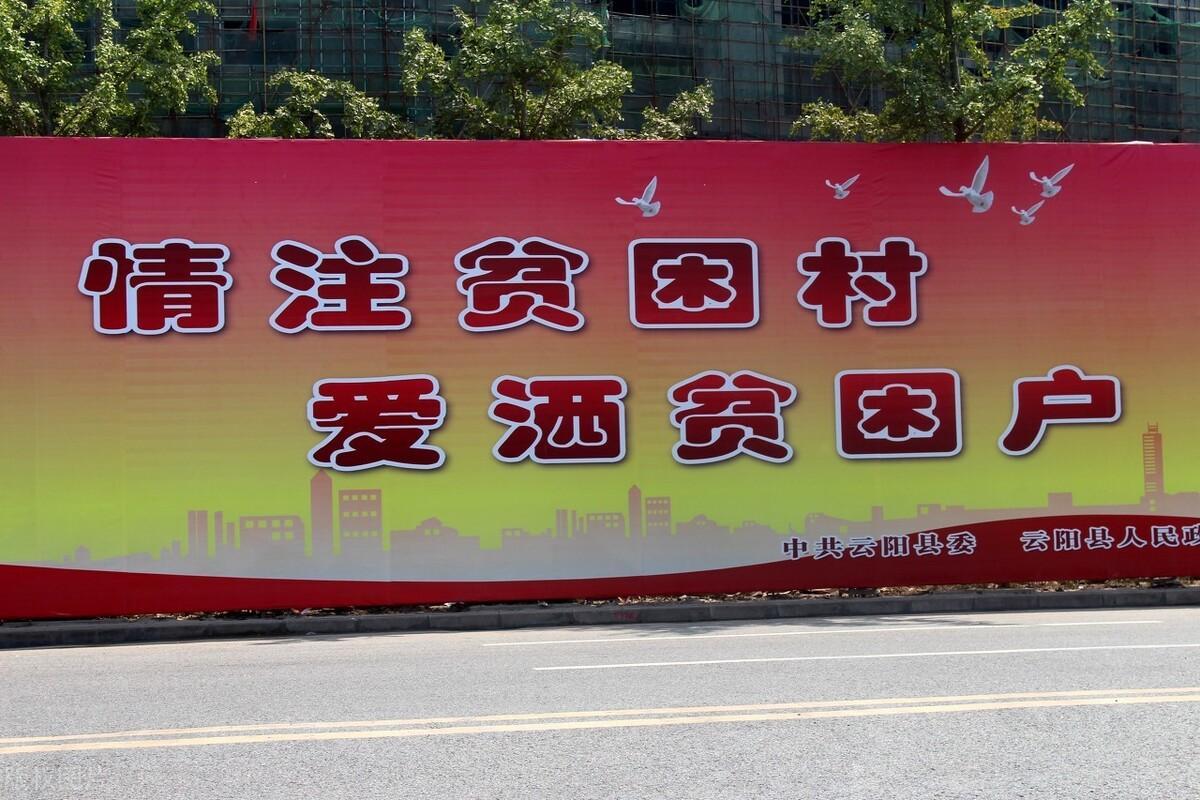 情注贫困村
爱洒贫困户
中共云阳县委 云阳县人民政